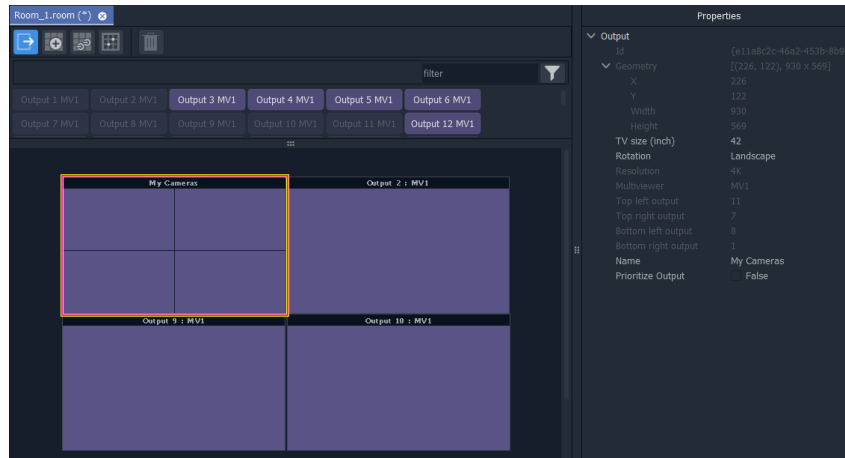 Room_1.room (*)
Properties
filter
Output 1 MV1 Output 2 MV1 Output 3 MV1 Output 4 MV1 Output 5 MV1 Output 6 MV1
Output 7 MV1 Output 8 MV1 Output 9 MV1 Output 10 MV1 Output 11 MV1 Output 12 MV1
My Cameras
Output 2 : MV1
Output 9 : MV1
Output 10 : MV1
Output
Id {e11a8c2c-46a2-453b-8b9
Geometry [(226, 122), 930 x 569]
X 226
Y 122
Width 930
Height 569
TV size (inch) 42
Rotation Landscape
Resolution 4K
Multiviewer MV1
Top left output 11
Top right output 7
Bottom left output 8
Bottom right output 1
Name My Cameras
Prioritize Output False